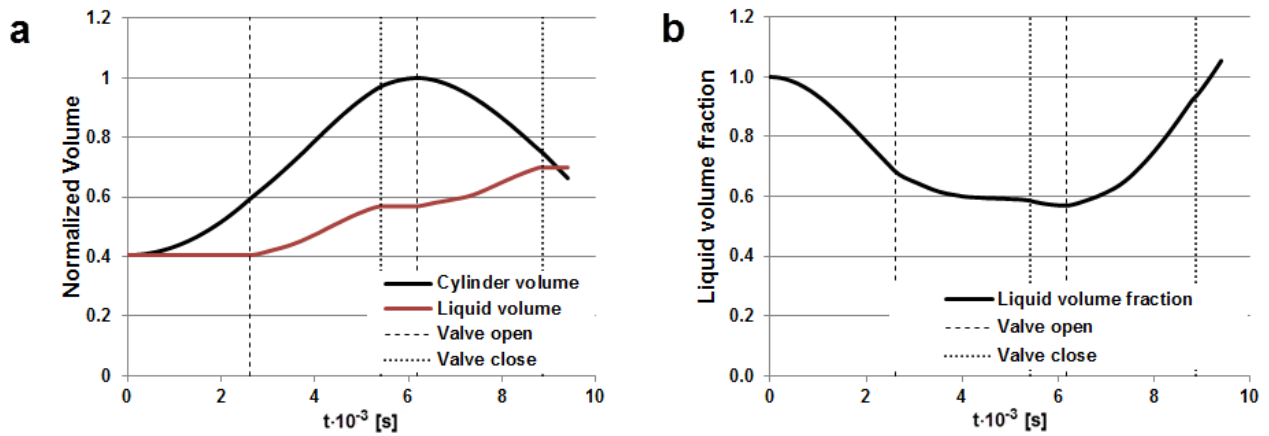 a
1.2
1
0.8
0.6
0.4
0.2
0
Normalized Volume
Cylinder volume
Liquid volume
Valve open
Valve close
0 2 4 6 8 10
t·10-3 [s]
b
1.2
1.0
0.8
0.6
0.4
0.2
0.0
Liquid volume fraction
Liquid volume fraction
Valve open
Valve close
0 2 4 6 8 10
t·10-3 [s]